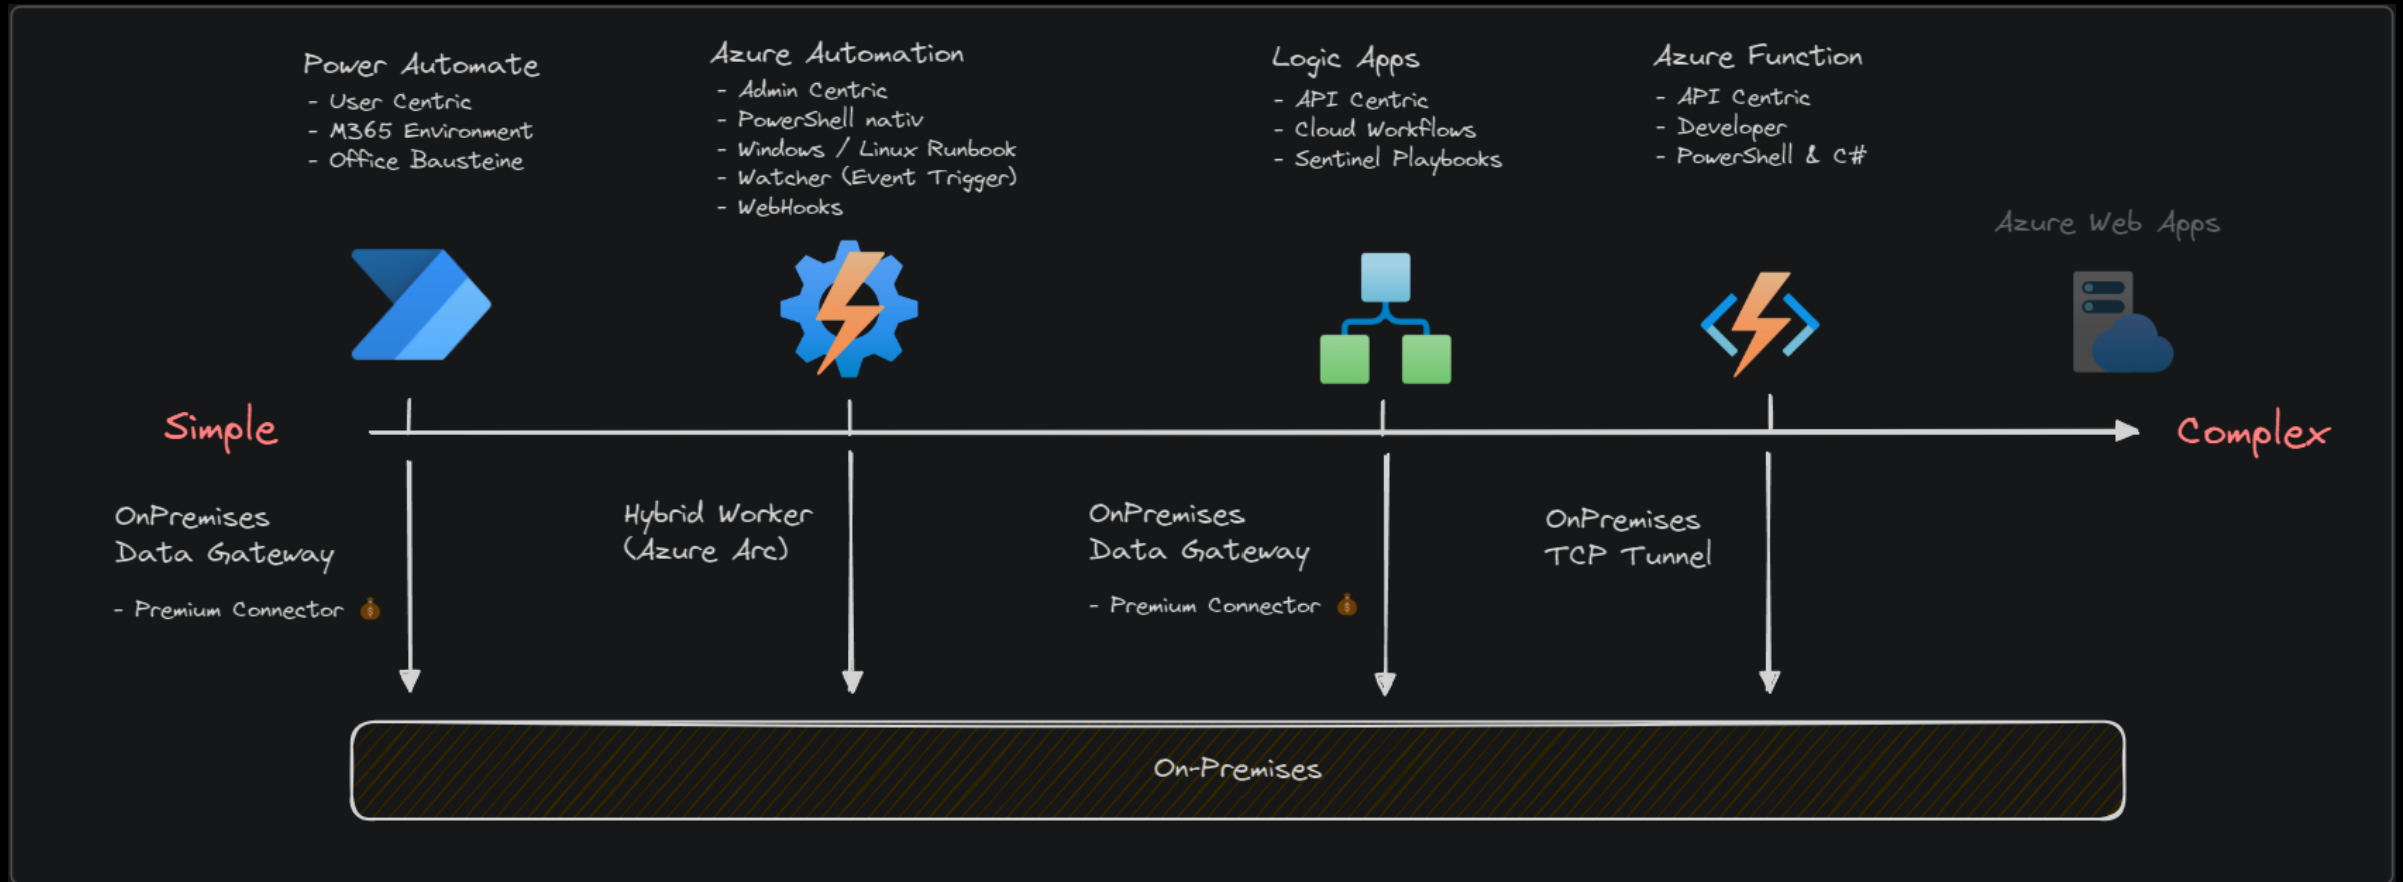 Power Automate
- User Centric
- M365 Environment
- Office Bausteine
Azure Automation
- Admin Centric
- PowerShell nativ
- Windows / Linux Runbook
- Watcher (Event Trigger)
- WebHooks
Logic Apps
- API Centric
- Cloud Workflows
- Sentinel Playbooks
Azure Function
- API Centric
- Developer
- PowerShell & C#
Azure Web Apps
Simple
Complex
OnPremises
Data Gateway
- Premium Connector
Hybrid Worker
(Azure Arc)
OnPremises
Data Gateway
- Premium Connector
OnPremises
TCP Tunnel
On-Premises